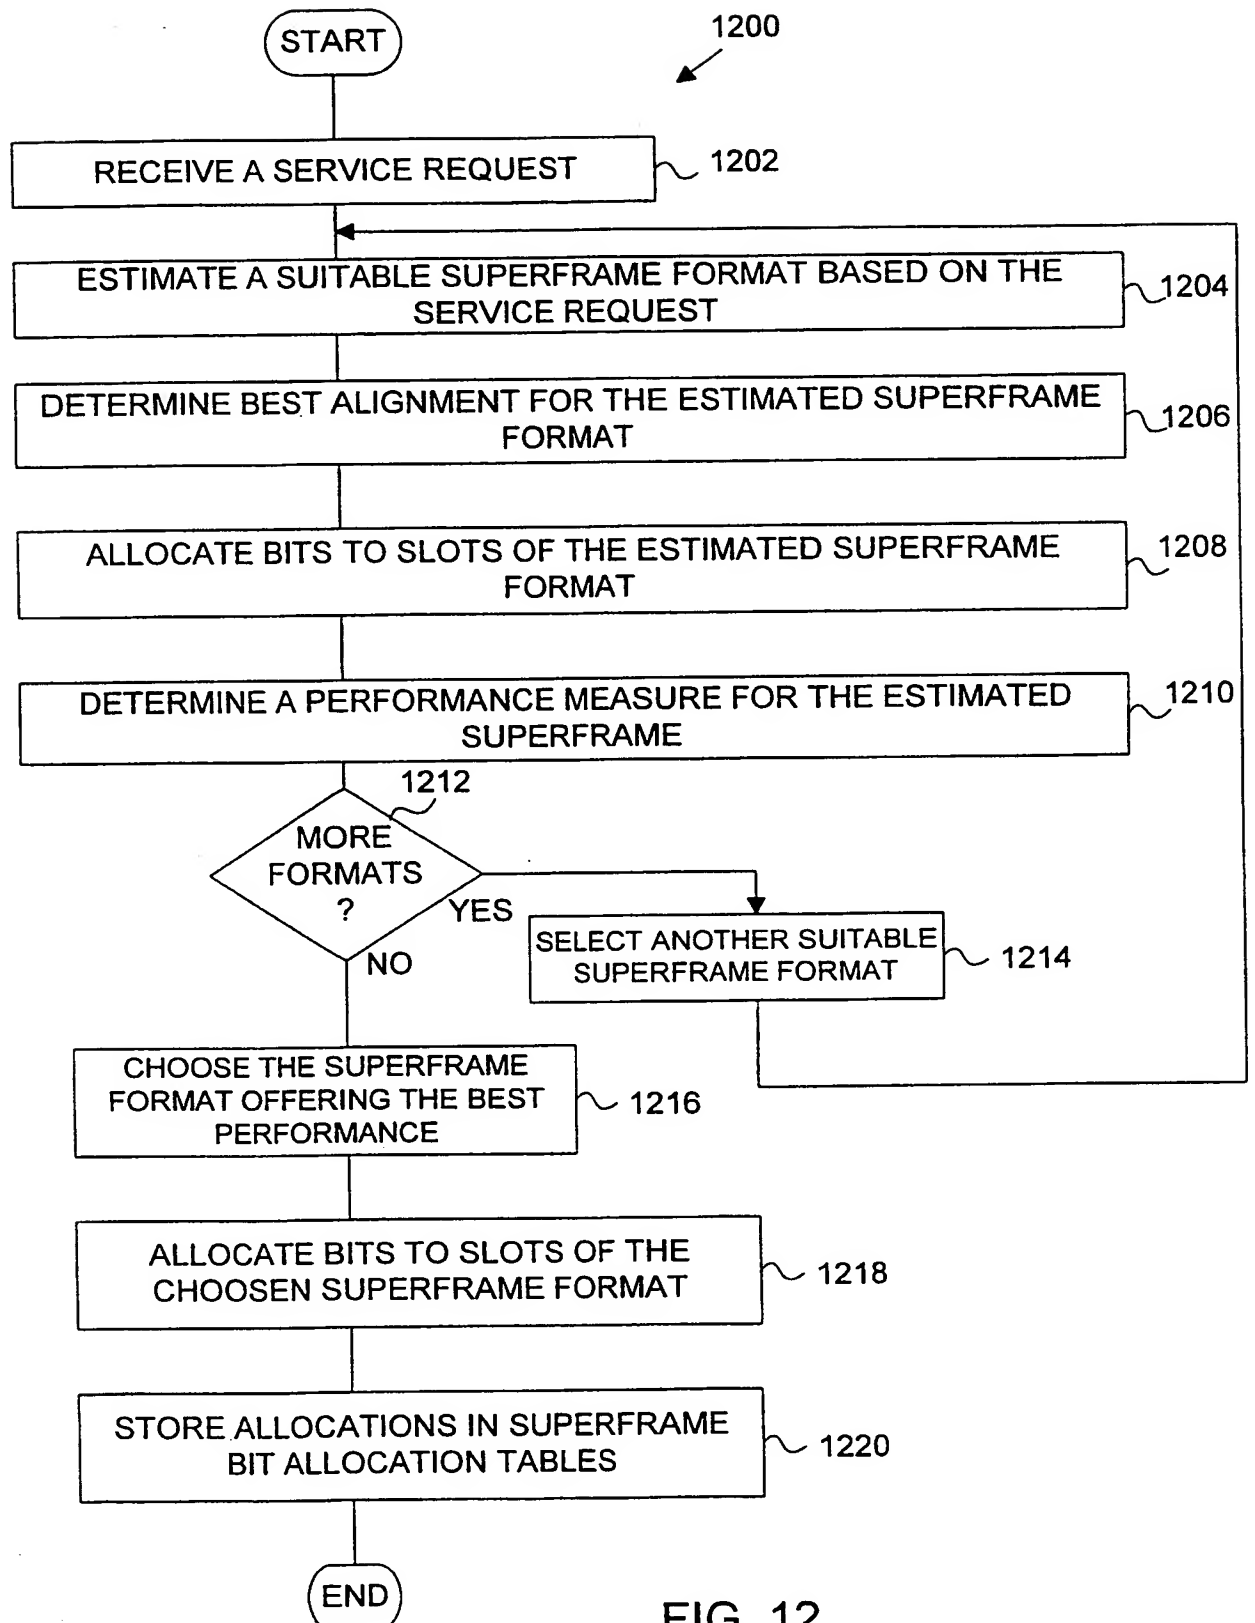 START
1200
RECEIVE A SERVICE REQUEST
1202
ESTIMATE A SUITABLE SUPERFRAME FORMAT BASED ON THE
SERVICE REQUEST
1204
DETERMINE BEST ALIGNMENT FOR THE ESTIMATED SUPERFRAME
FORMAT
1206
ALLOCATE BITS TO SLOTS OF THE ESTIMATED SUPERFRAME
FORMAT
1208
DETERMINE A PERFORMANCE MEASURE FOR THE ESTIMATED
SUPERFRAME
1210
1212
MORE
FORMATS
?
YES
NO
SELECT ANOTHER SUITABLE
SUPERFRAME FORMAT
1214
CHOOSE THE SUPERFRAME
FORMAT OFFERING THE BEST
PERFORMANCE
1216
ALLOCATE BITS TO SLOTS OF THE
CHOOSEN SUPERFRAME FORMAT
1218
STORE ALLOCATIONS IN SUPERFRAME
BIT ALLOCATION TABLES
1220
END
FIG. 12